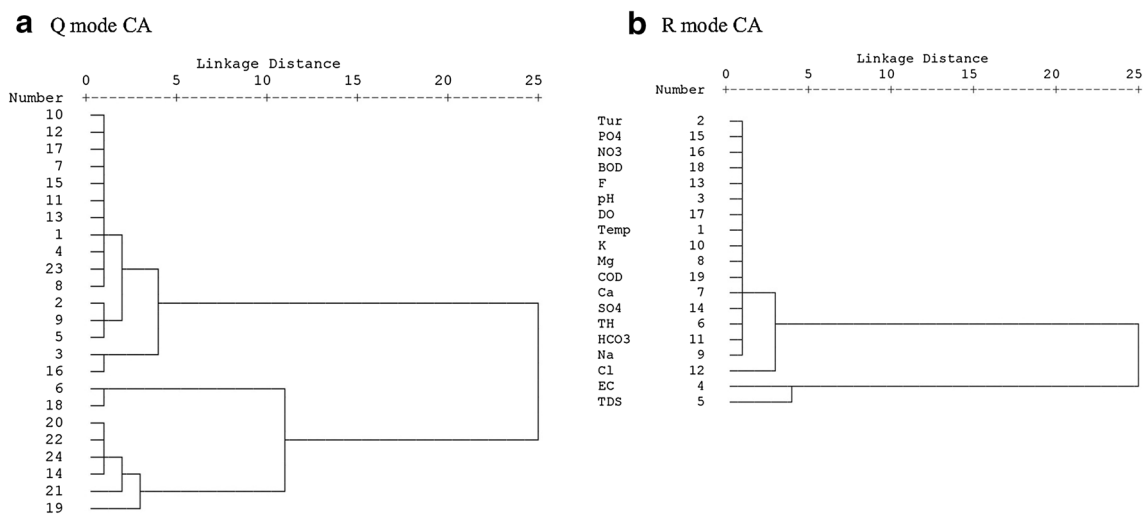 a Q mode CA
Linkage Distance
0 5 10 15 20 25
Number
10
12
17
7
15
11
13
1
4
23
8
2
9
5
3
16
6
18
20
22
24
14
21
19
b R mode CA
Linkage Distance
0 5 10 15 20 25
Number
Tur 2
PO4 15
NO3 16
BOD 18
F 13
pH 3
DO 17
Temp 1
K 10
Mg 8
COD 19
Ca 7
SO4 14
TH 6
HCO3 11
Na 9
Cl 12
EC 4
TDS 5